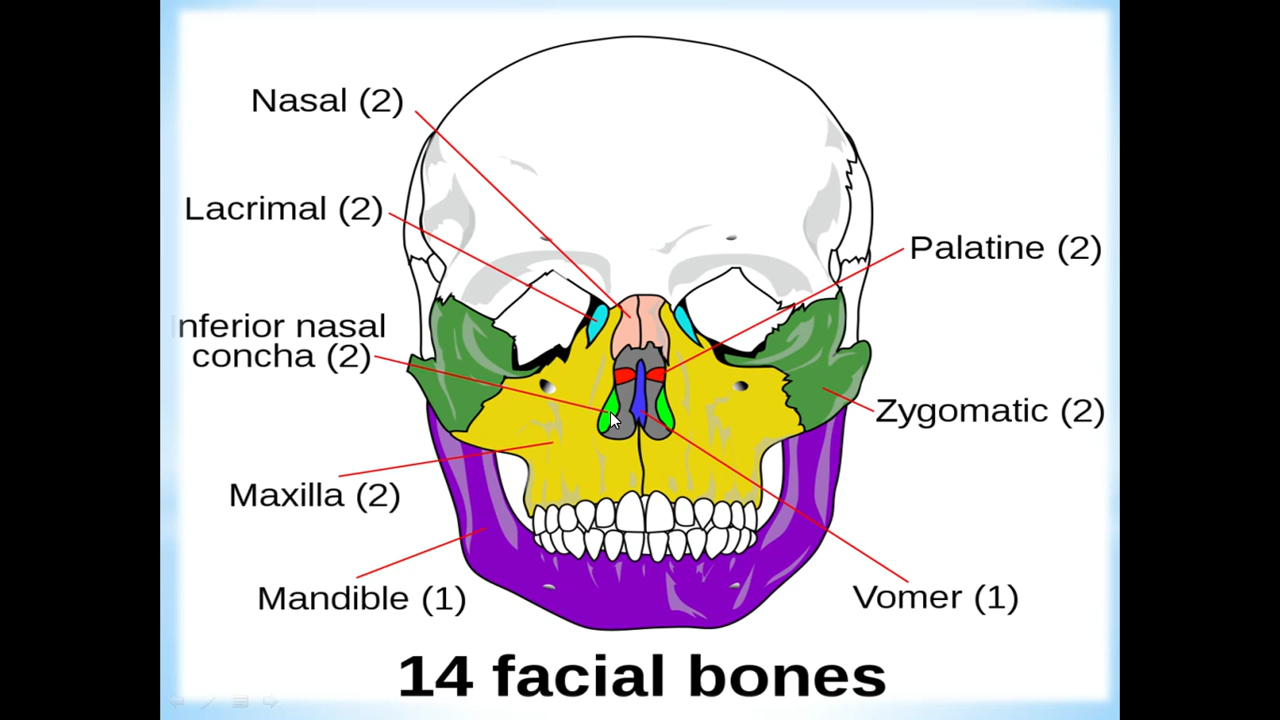 Nasal (2)
Lacrimal (2)
Palatine (2)
nferior nasal
concha (2)
Zygomatic (2)
Maxilla (2)
Mandible (1)
Vomer (1)
14 facial bones